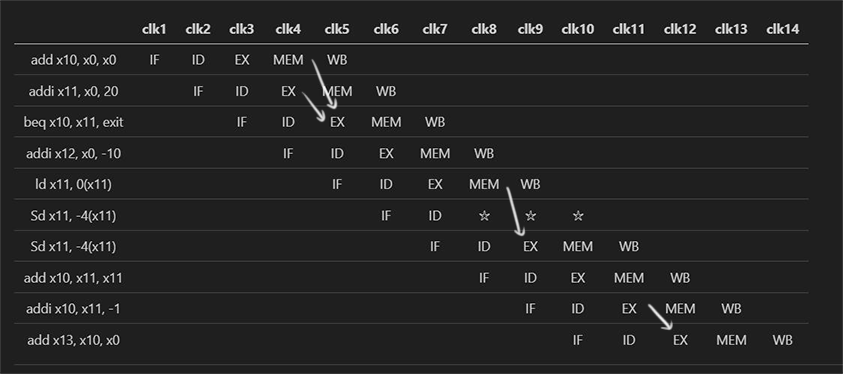 clk1 clk2 clk3 clk4 clk5 clk6 clk7 clk8 clk9 clk10 clk11 clk12 clk13 clk14
add x10, x0, x0 IF ID EX MEM WB
addi x11, x0, 20 IF ID EX MEM WB
beq x10, x11, exit IF ID EX MEM WB
addi x12, x0, -10 IF ID EX MEM WB
ld x11, 0(x11) IF ID EX MEM WB
Sd x11, -4(x11) IF ID ☆ ☆ ☆
Sd x11, -4(x11) IF ID EX MEM WB
add x10, x11, x11 IF ID EX MEM WB
addi x10, x11, -1 IF ID EX MEM WB
add x13, x10, x0 IF ID EX MEM WB